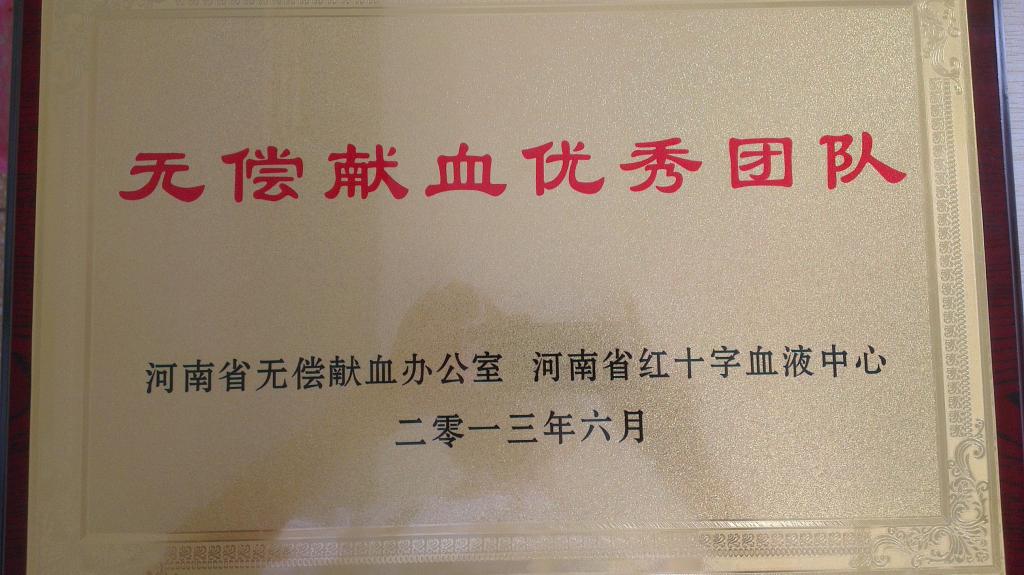 无偿献血优秀团队
河南省无偿献血办公室 河南省红十字血液中心
二零一三年六月